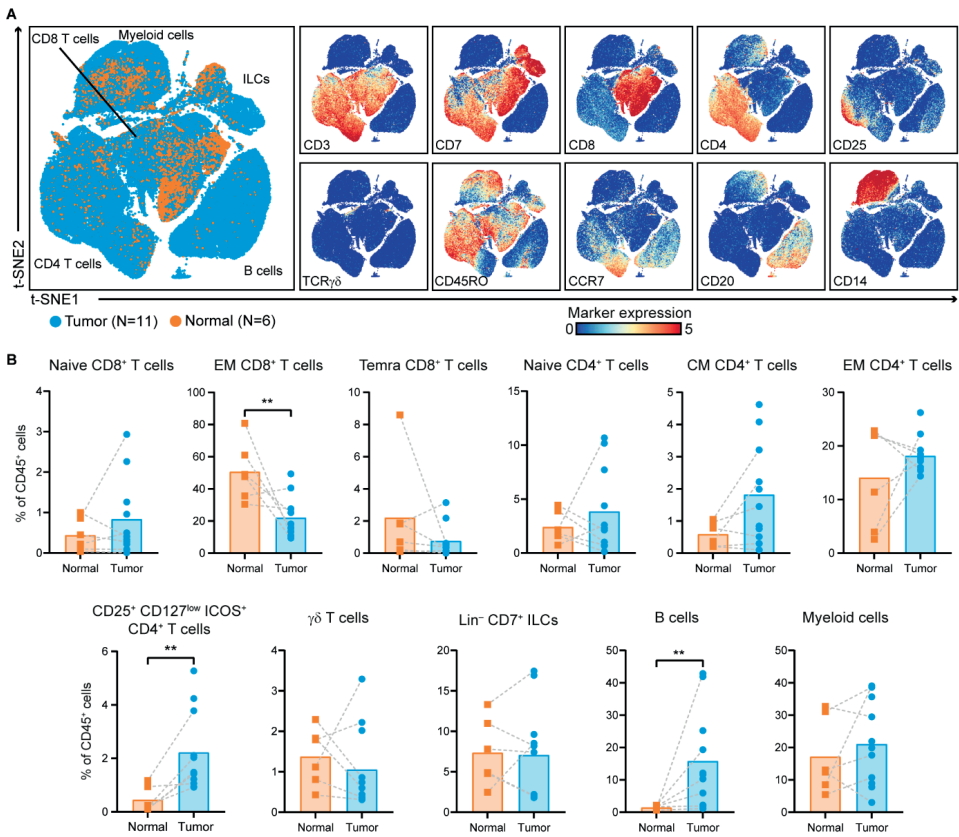 A
CD8 T cells
Myeloid cells
ILCs
CD4 T cells
B cells
t-SNE2
t-SNE1
Tumor (N=11)
Normal (N=6)
CD3
CD7
CD8
CD4
CD25
TCRγδ
CD45RO
CCR7
CD20
CD14
Marker expression
0
5
B
Naive CD8⁺ T cells
EM CD8⁺ T cells
Temra CD8⁺ T cells
Naive CD4⁺ T cells
CM CD4⁺ T cells
EM CD4⁺ T cells
% of CD45⁺ cells
4
3
2
1
0
Normal Tumor
100
80
60
40
20
0
**
Normal Tumor
10
8
6
4
2
0
Normal Tumor
15
10
5
0
Normal Tumor
5
4
3
2
1
0
Normal Tumor
30
20
10
0
Normal Tumor
CD25⁺ CD127ˡᵒʷ ICOS⁺
CD4⁺ T cells
γδ T cells
Lin⁻ CD7⁺ ILCs
B cells
Myeloid cells
% of CD45⁺ cells
6
4
2
0
**
Normal Tumor
4
3
2
1
0
Normal Tumor
20
15
10
5
0
Normal Tumor
50
40
30
20
10
0
**
Normal Tumor
50
40
30
20
10
0
Normal Tumor